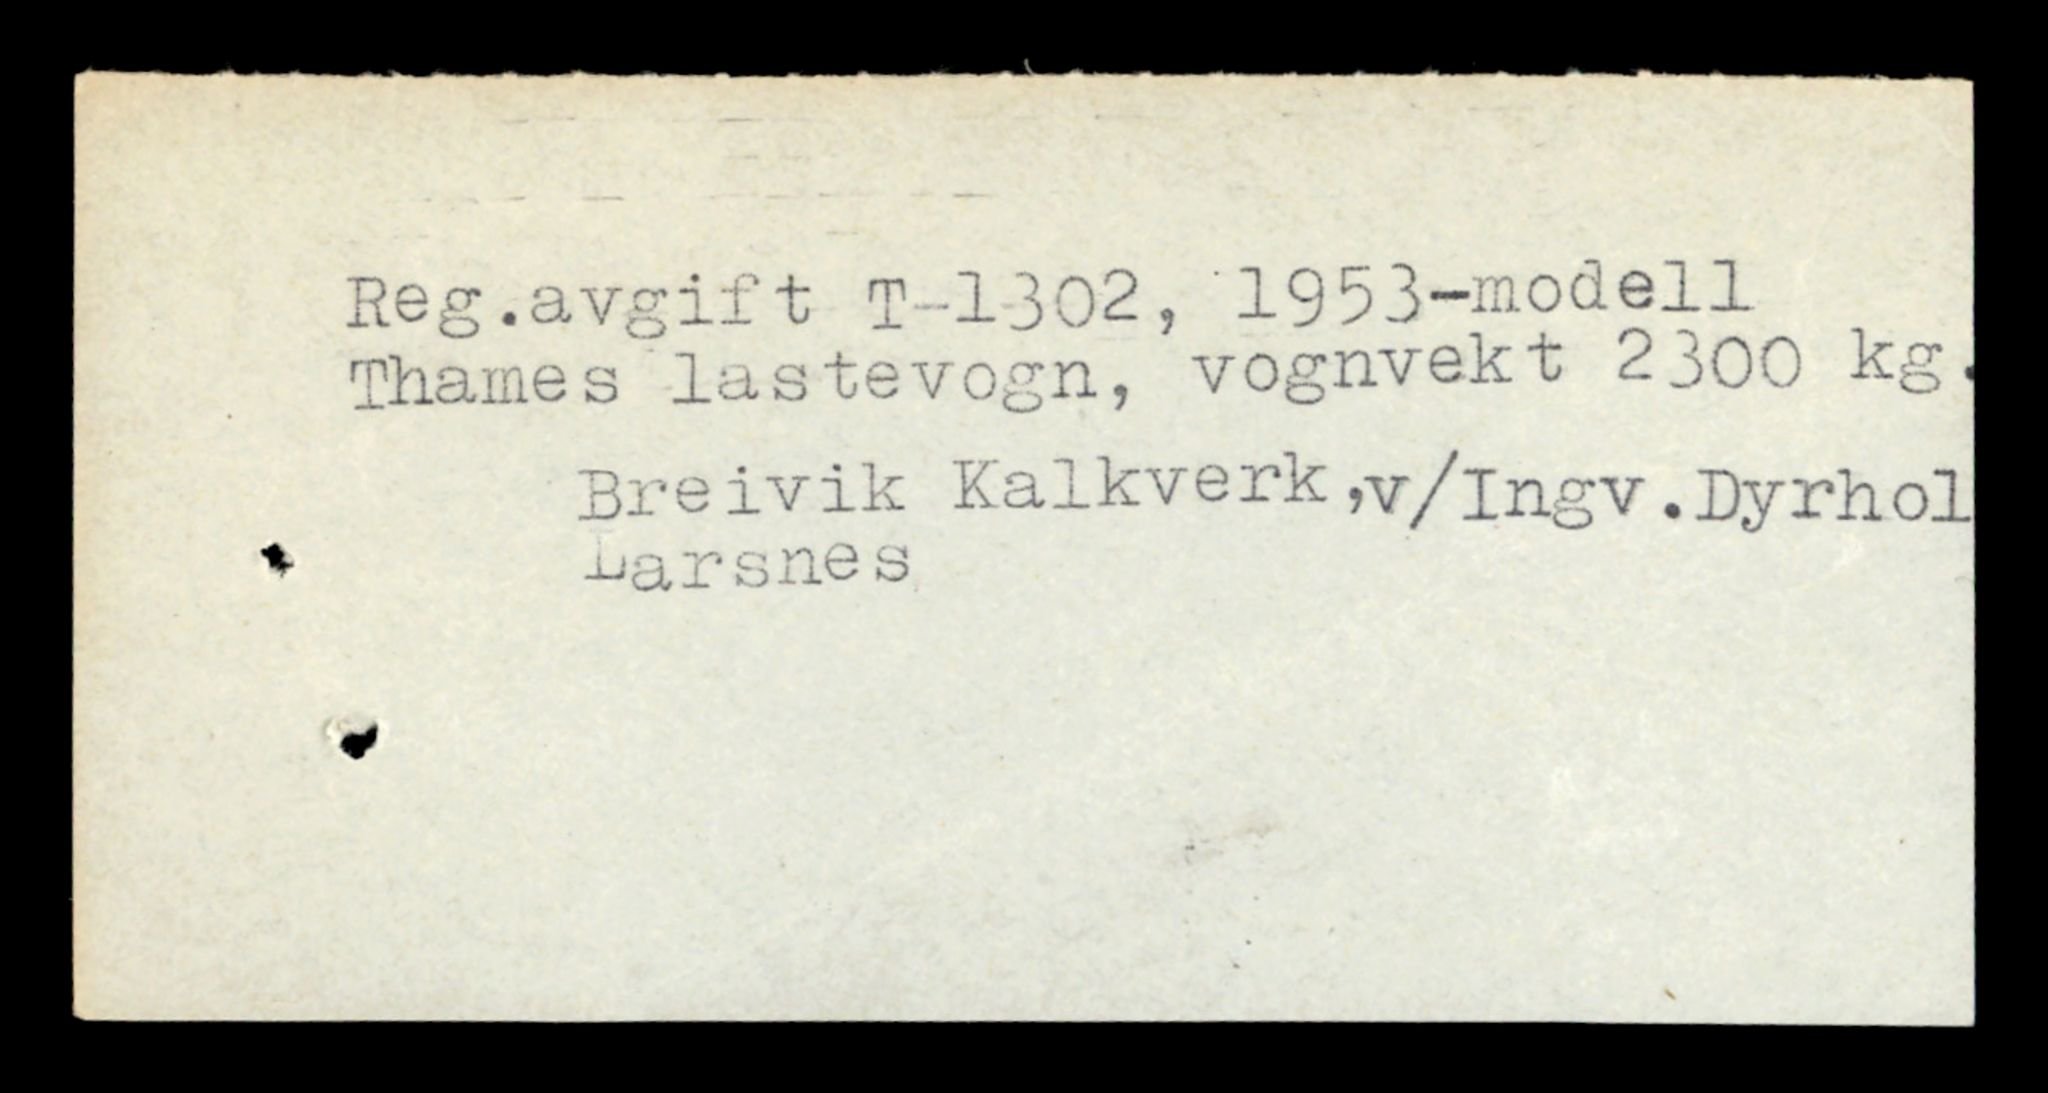 Reg.avgift T-1302, 1953-modell
Thames lastevogn, vognvekt 2300 kg.
Breivik Kalkverk,v/Ingv.Dyrhol
Larsnes